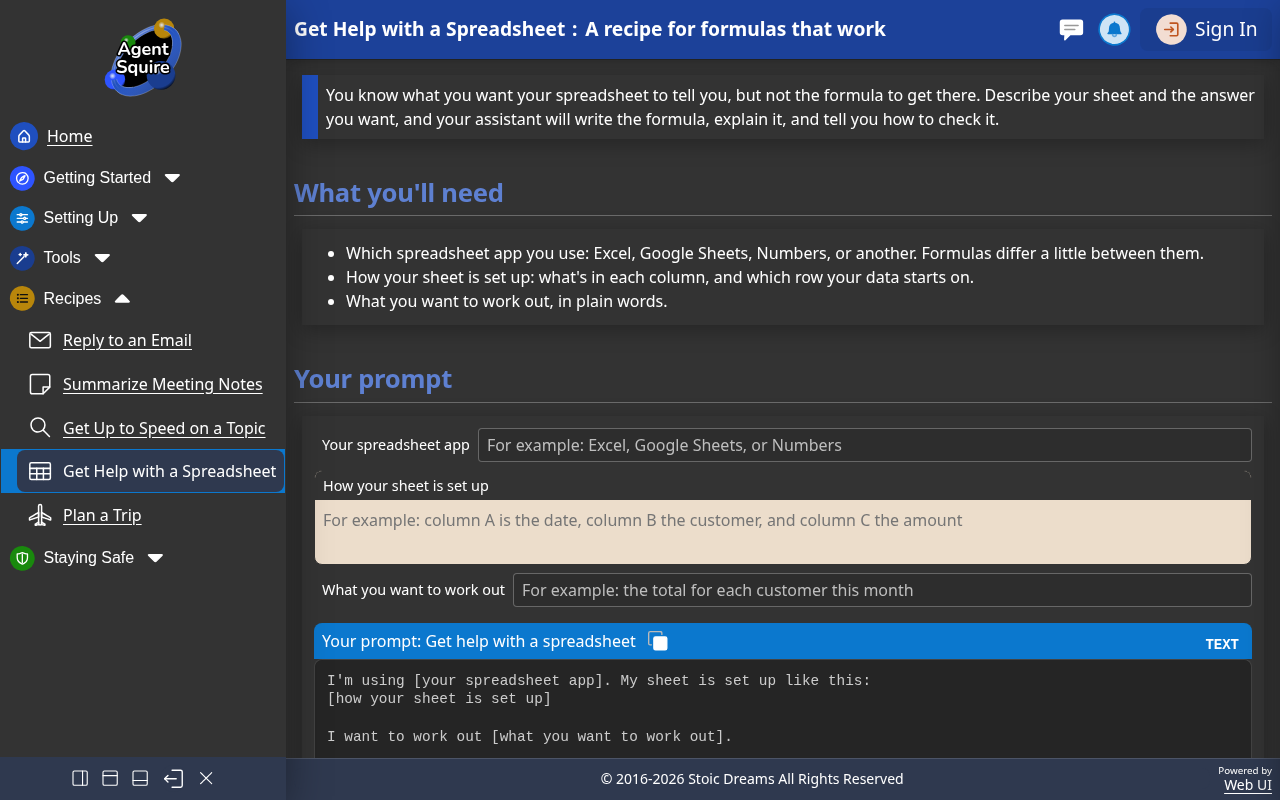 Agent
Squire
Home
Getting Started
Setting Up
Tools
Recipes
Reply to an Email
Summarize Meeting Notes
Get Up to Speed on a Topic
Get Help with a Spreadsheet
Plan a Trip
Staying Safe
Get Help with a Spreadsheet : A recipe for formulas that work
Sign In
You know what you want your spreadsheet to tell you, but not the formula to get there. Describe your sheet and the answer
you want, and your assistant will write the formula, explain it, and tell you how to check it.
What you'll need
• Which spreadsheet app you use: Excel, Google Sheets, Numbers, or another. Formulas differ a little between them.
• How your sheet is set up: what's in each column, and which row your data starts on.
• What you want to work out, in plain words.
Your prompt
Your spreadsheet app For example: Excel, Google Sheets, or Numbers
How your sheet is set up
For example: column A is the date, column B the customer, and column C the amount
What you want to work out For example: the total for each customer this month
Your prompt: Get help with a spreadsheet TEXT
I'm using [your spreadsheet app]. My sheet is set up like this:
[how your sheet is set up]
I want to work out [what you want to work out].
© 2016-2026 Stoic Dreams All Rights Reserved
Powered by
Web UI